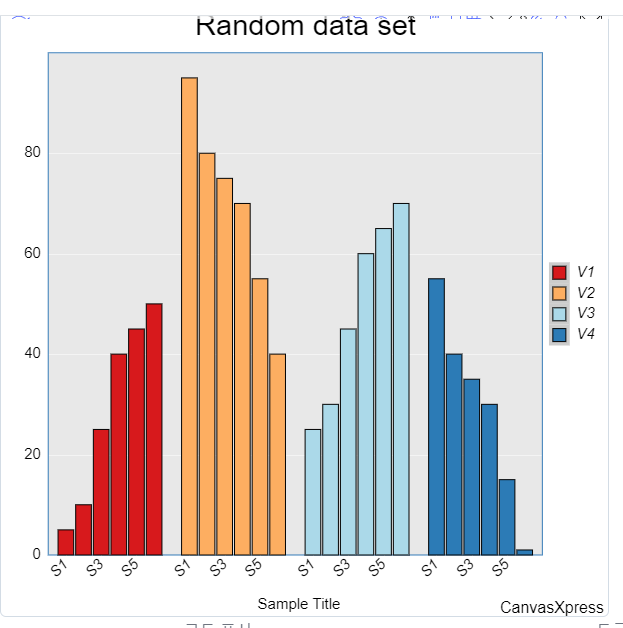 Random data set
80
60
40
20
0
S1 S3 S5 S1 S3 S5 S1 S3 S5 S1 S3 S5
V1
V2
V3
V4
Sample Title
CanvasXpress